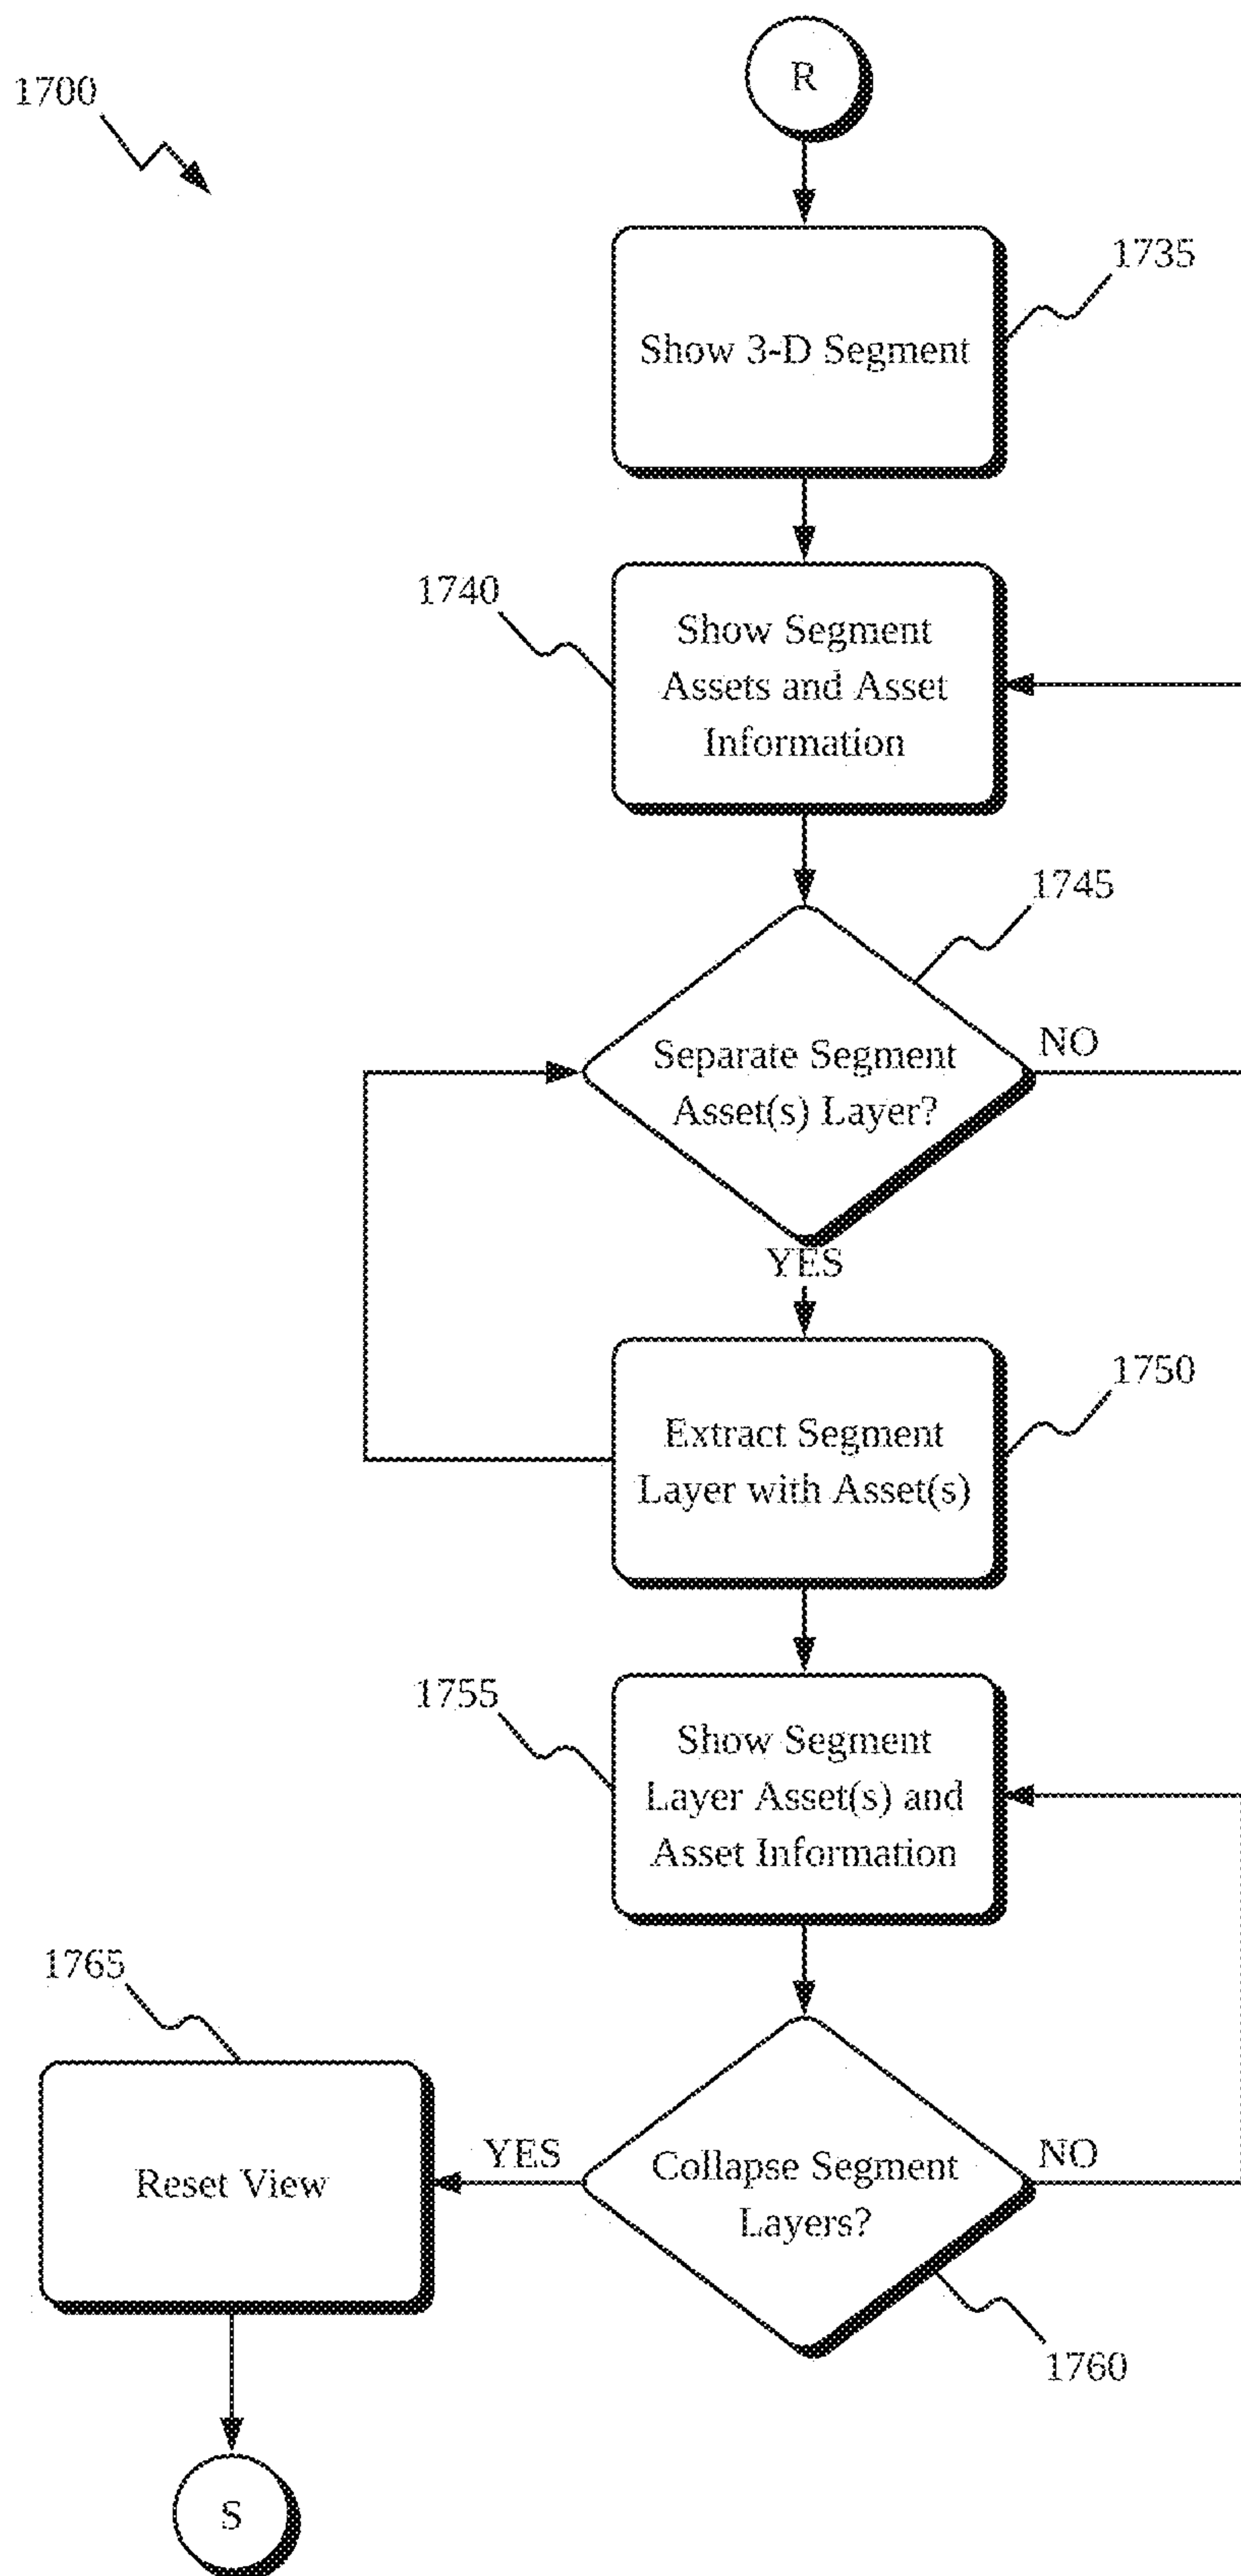 R
1700
1735
Show 3-D Segment
1740
Show Segment
Assets and Asset
Information
1745
NO
Separate Segment
Asset(s) Layer?
YES
1750
Extract Segment
Layer with Asset(s)
1755
Show Segment
Layer Asset(s) and
Asset Information
1765
YES
NO
Collapse Segment
Layers?
Reset View
1760
S